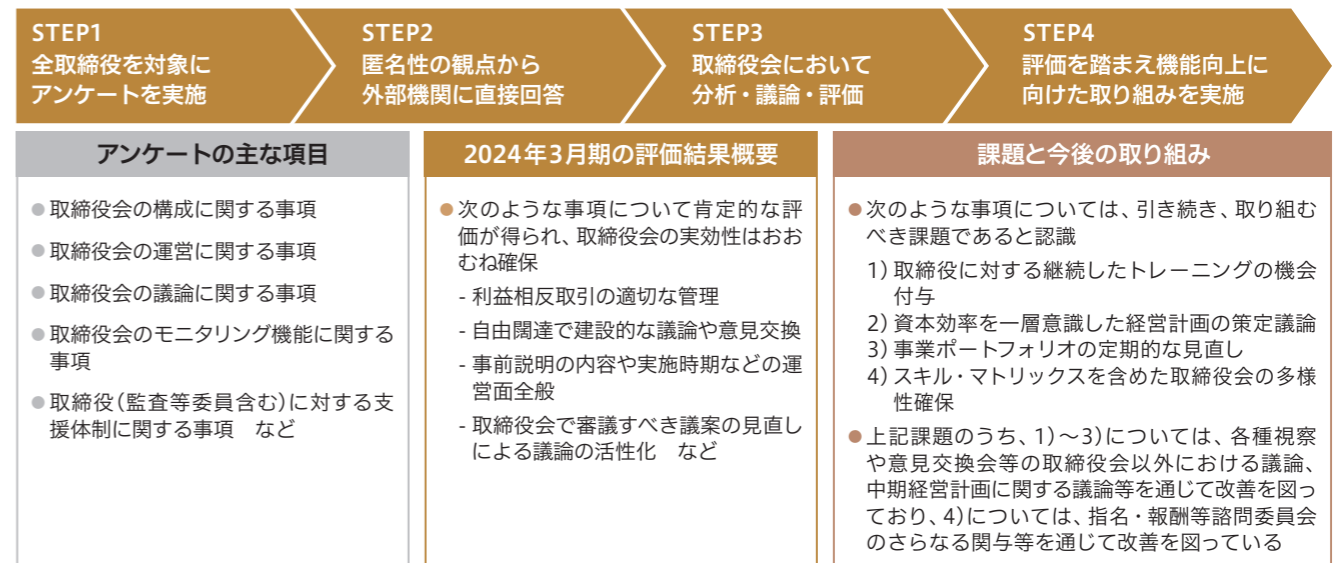 STEP1
全取締役を対象に
アンケートを実施
STEP2
匿名性の観点から
外部機関に直接回答
STEP3
取締役会において
分析・議論・評価
STEP4
評価を踏まえ機能向上に
向けた取り組みを実施
アンケートの主な項目
●取締役会の構成に関する事項
●取締役会の運営に関する事項
●取締役会の議論に関する事項
●取締役会のモニタリング機能に関する
事項
●取締役(監査等委員含む)に対する支
援体制に関する事項　など
2024年3月期の評価結果概要
●次のような事項について肯定的な評
価が得られ、取締役会の実効性はおお
むね確保
- 利益相反取引の適切な管理
- 自由闊達で建設的な議論や意見交換
- 事前説明の内容や実施時期などの運
営面全般
- 取締役会で審議すべき議案の見直し
による議論の活性化　など
課題と今後の取り組み
●次のような事項については、引き続き、取り組む
べき課題であると認識
1)取締役に対する継続したトレーニングの機会
付与
2)資本効率を一層意識した経営計画の策定議論
3)事業ポートフォリオの定期的な見直し
4)スキル・マトリックスを含めた取締役会の多様
性確保
●上記課題のうち、1)～3)については、各種視察
や意見交換会等の取締役会以外における議論、
中期経営計画に関する議論等を通じて改善を図っ
ており、4)については、指名・報酬等諮問委員会
のさらなる関与等を通じて改善を図っている